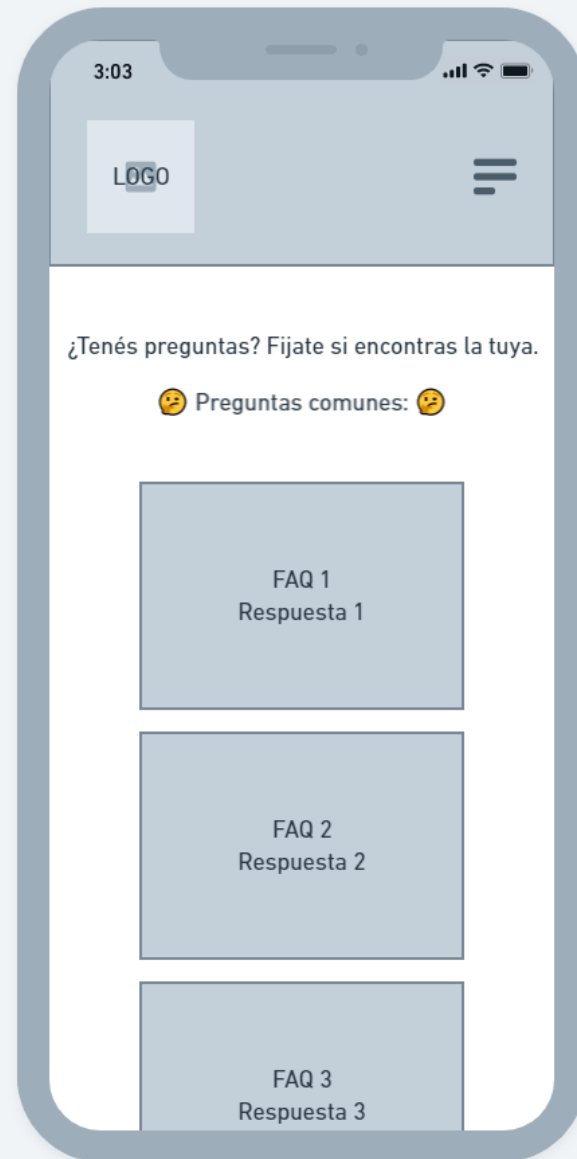 3:03
LOGO
¿Tenés preguntas? Fijate si encontras la tuya.
🤔 Preguntas comunes: 🤔
FAQ 1
Respuesta 1
FAQ 2
Respuesta 2
FAQ 3
Respuesta 3